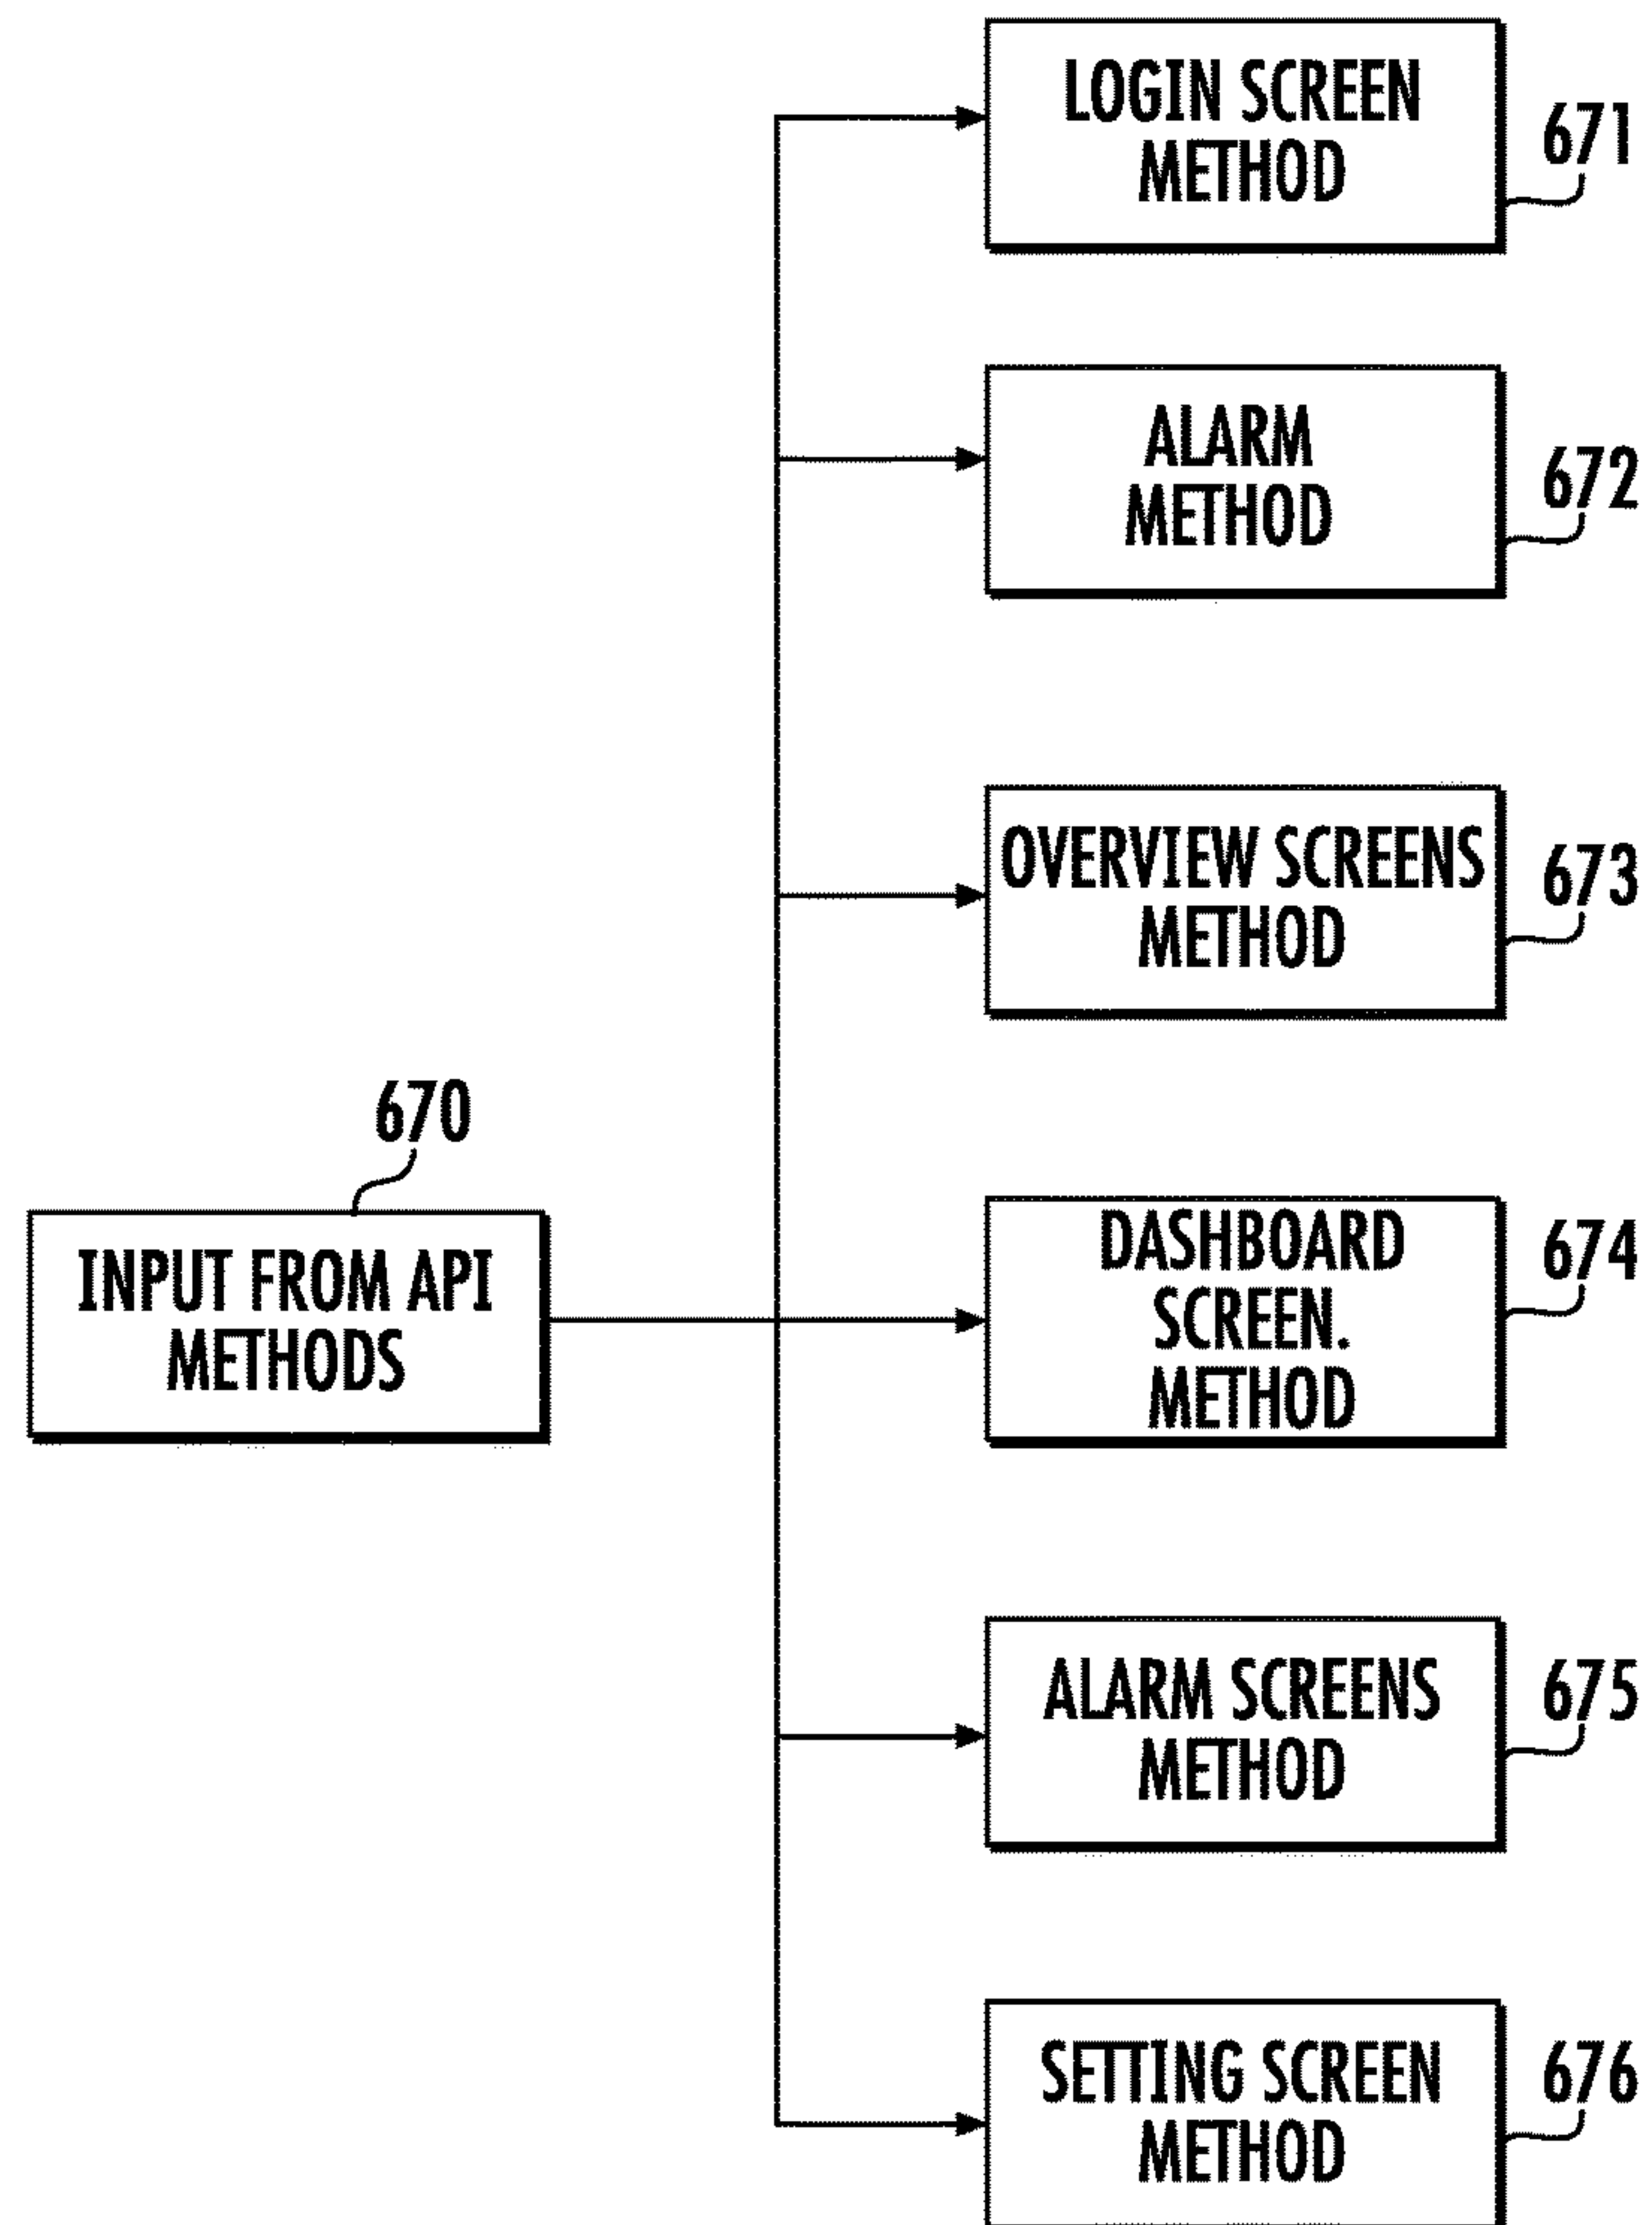 LOGIN SCREEN
METHOD
671
ALARM
METHOD
672
OVERVIEW SCREENS
METHOD
673
670
INPUT FROM API
METHODS
DASHBOARD
SCREEN.
METHOD
674
ALARM SCREENS
METHOD
675
SETTING SCREEN
METHOD
676